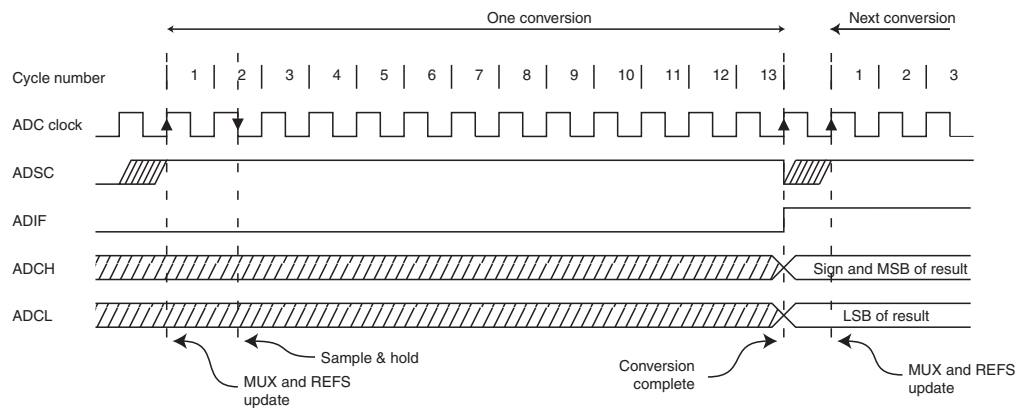 One conversion
Next conversion
Cycle number 1 2 3 4 5 6 7 8 9 10 11 12 13 1 2 3
ADC clock
ADSC
ADIF
ADCH
Sign and MSB of result
ADCL
LSB of result
Sample & hold
MUX and REFS
update
Conversion
complete
MUX and REFS
update